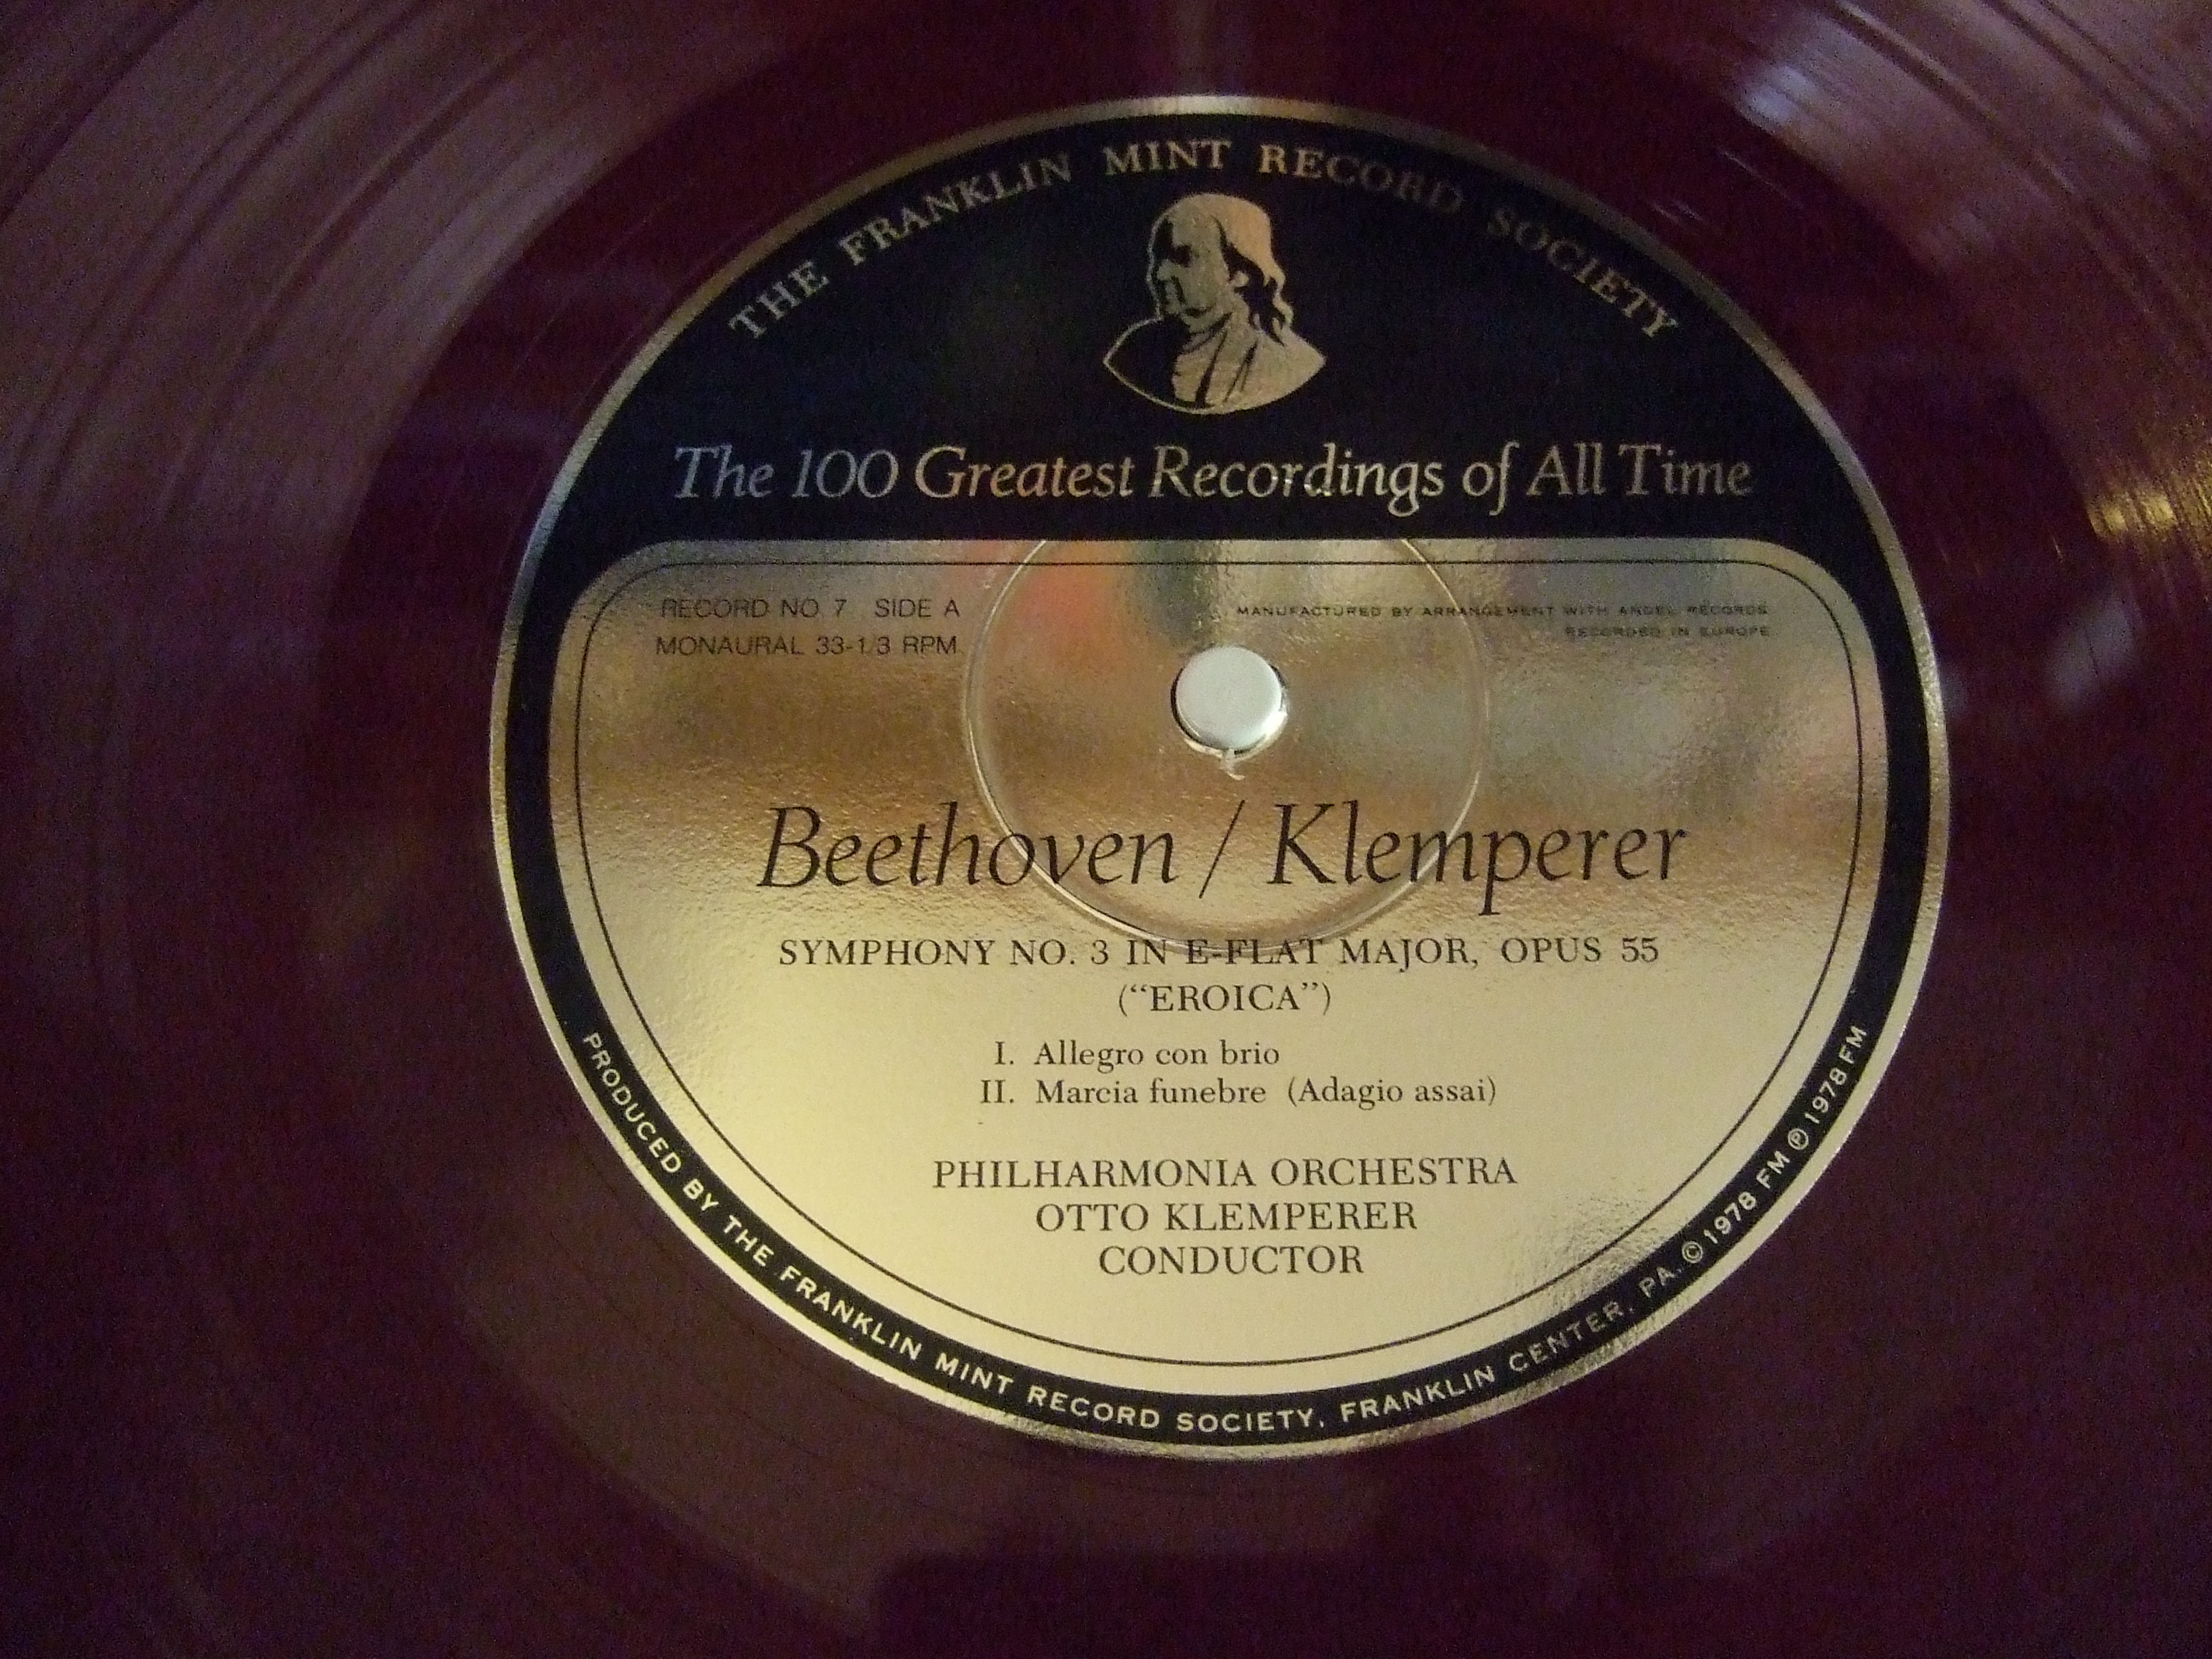 THE FRANKLIN MINT RECORD SOCIETY
The 100 Greatest Recordings of All Time
RECORD NO. 7 SIDE A
MONAURAL 33-1/3 RPM
MANUFACTURED BY ARRANGEMENT WITH ANGEL RECORDS
RECORDED IN EUROPE
Beethoven / Klemperer
SYMPHONY NO. 3 IN E-FLAT MAJOR, OPUS 55
(“EROICA”)
I. Allegro con brio
II. Marcia funebre (Adagio assai)
PHILHARMONIA ORCHESTRA
OTTO KLEMPERER
CONDUCTOR
PRODUCED BY THE FRANKLIN MINT RECORD SOCIETY, FRANKLIN CENTER, PA. © 1978 FM ℗ 1978 FM